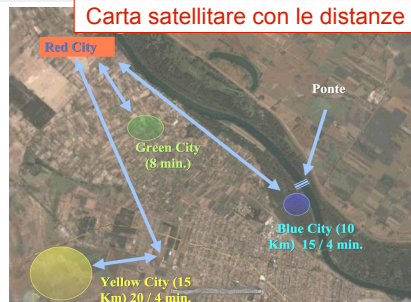 Carta satellitare con le distanze
Red City
Ponte
Green City
(8 min.)
Blue City (10
Km) 15 / 4 min.
Yellow City (15
Km) 20 / 4 min.